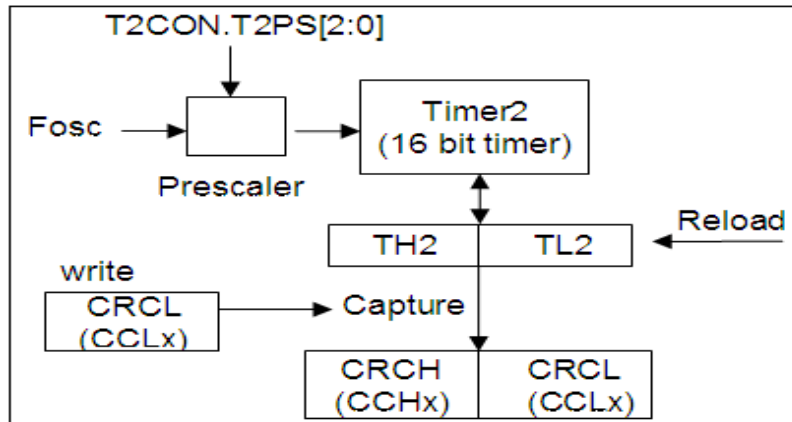 T2CON.T2PS[2:0]
Fosc
Prescaler
Timer2
(16 bit timer)
TH2
TL2
Reload
write
CRCL
(CCLx)
Capture
CRCH
(CCHx)
CRCL
(CCLx)